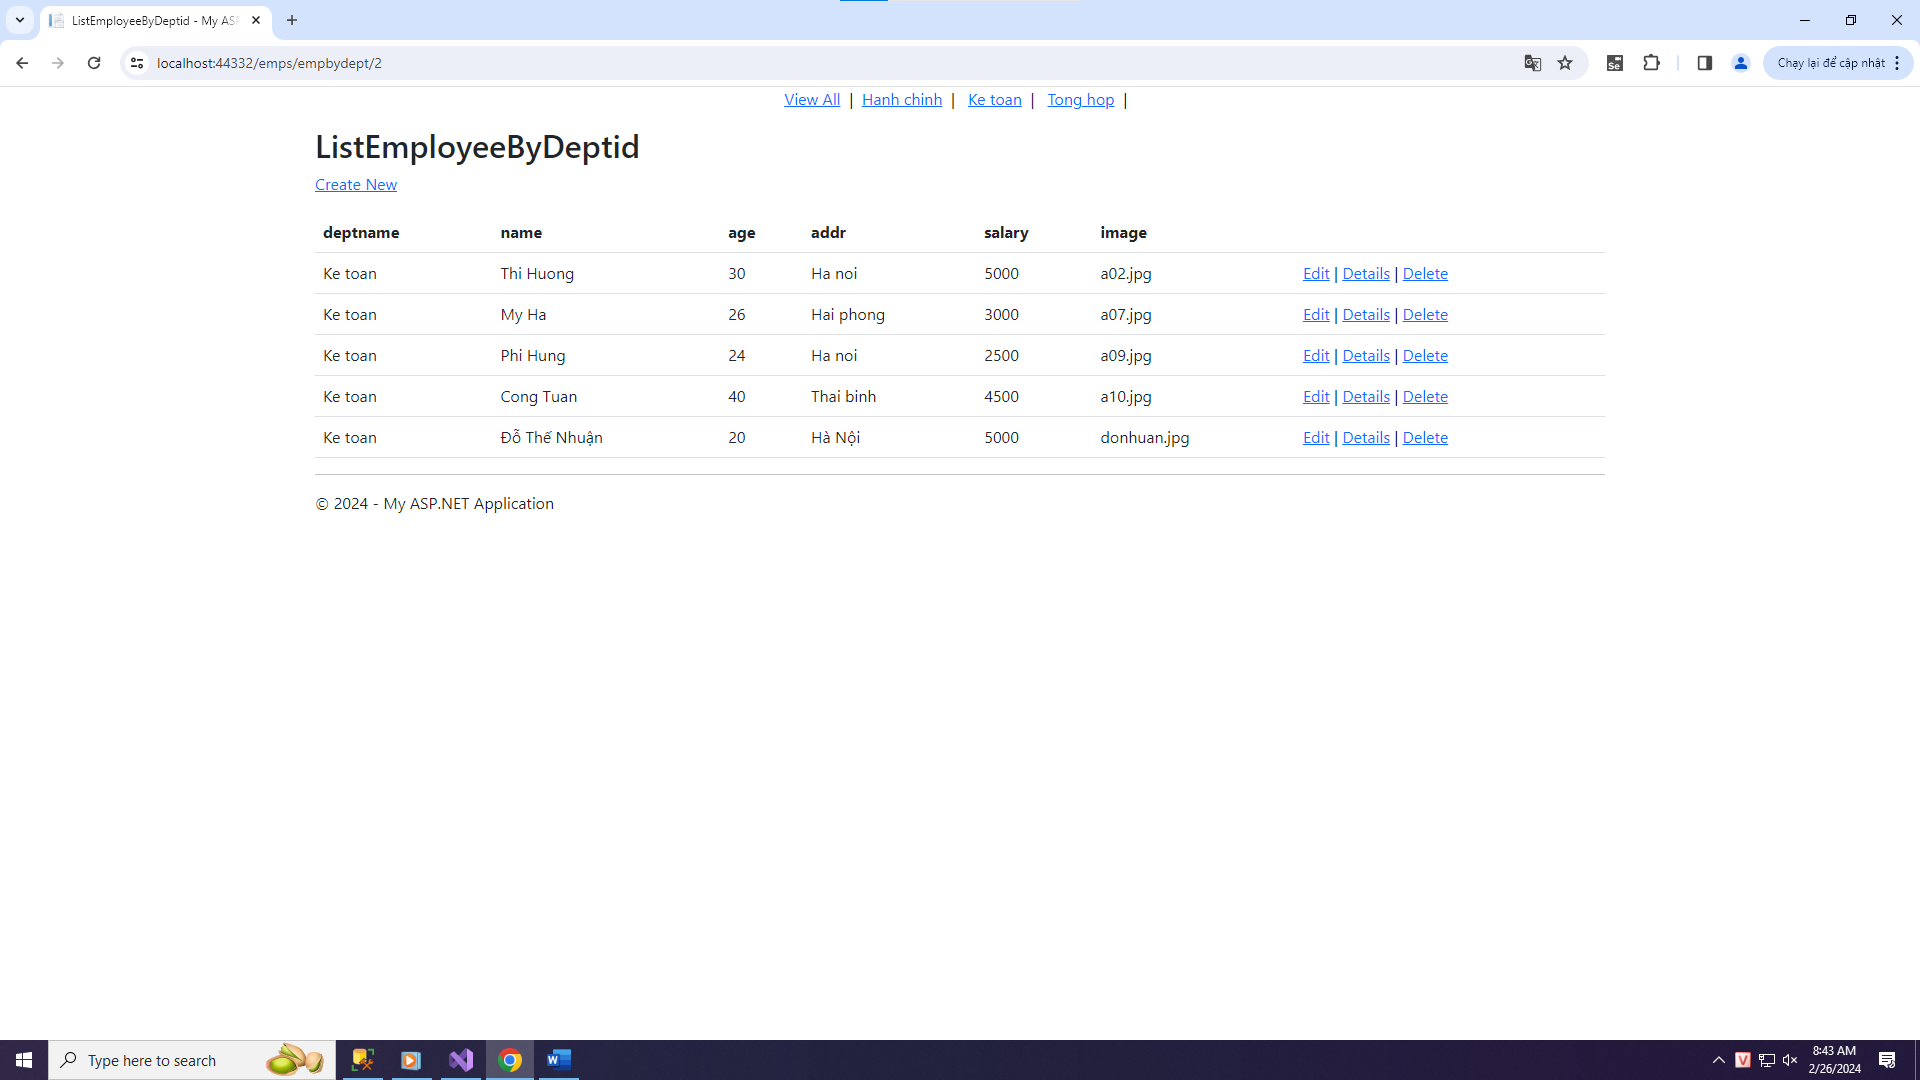 ListEmployeeByDeptid - My AS
localhost:44332/emps/empbydept/2
Chạy lại để cập nhật
View All | Hanh chinh | Ke toan | Tong hop |
ListEmployeeByDeptid
Create New
deptname name age addr salary image
Ke toan Thi Huong 30 Ha noi 5000 a02.jpg Edit | Details | Delete
Ke toan My Ha 26 Hai phong 3000 a07.jpg Edit | Details | Delete
Ke toan Phi Hung 24 Ha noi 2500 a09.jpg Edit | Details | Delete
Ke toan Cong Tuan 40 Thai binh 4500 a10.jpg Edit | Details | Delete
Ke toan Đỗ Thế Nhuận 20 Hà Nội 5000 donhuan.jpg Edit | Details | Delete
© 2024 - My ASP.NET Application
Type here to search
8:43 AM
2/26/2024